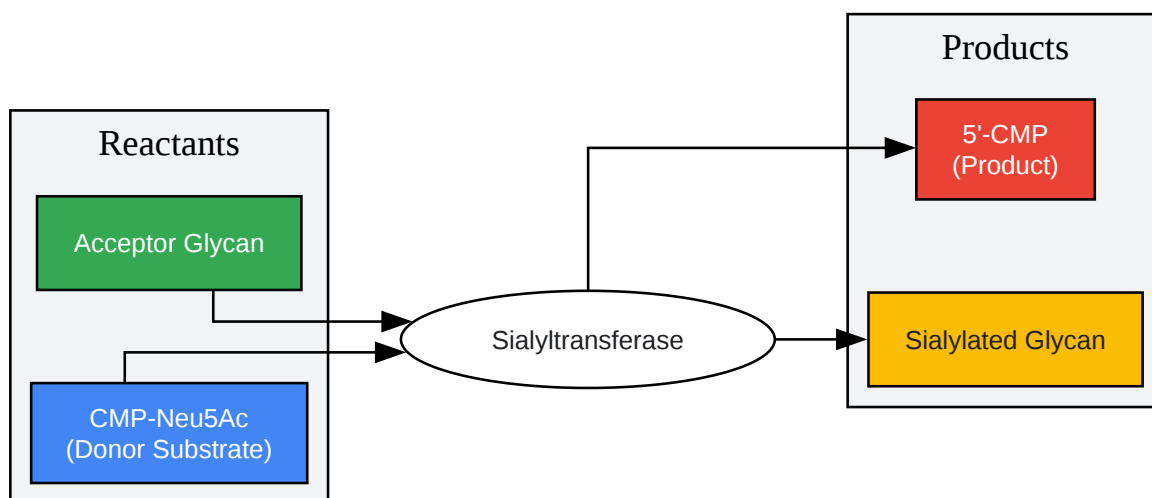 Reactants
Acceptor Glycan
CMP-Neu5Ac
(Donor Substrate)
Sialyltransferase
Products
5'-CMP
(Product)
Sialylated Glycan